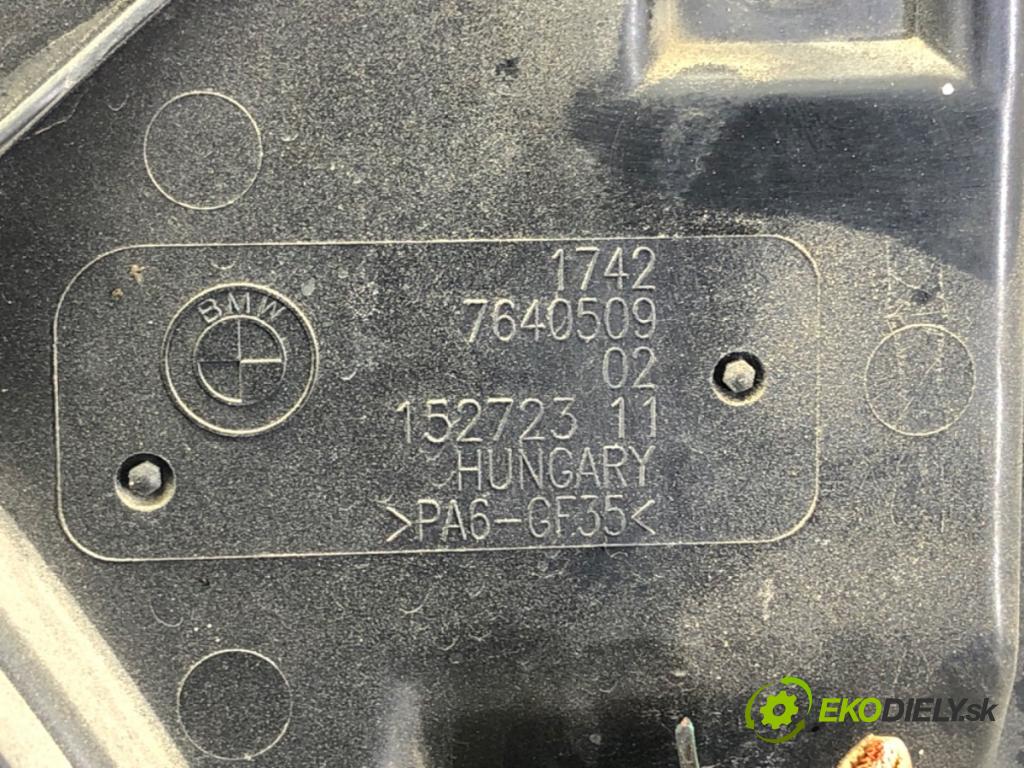 BMW
1742
7640509
02
152723 11
HUNGARY
>PA6-GF35<
EKODIELY.sk